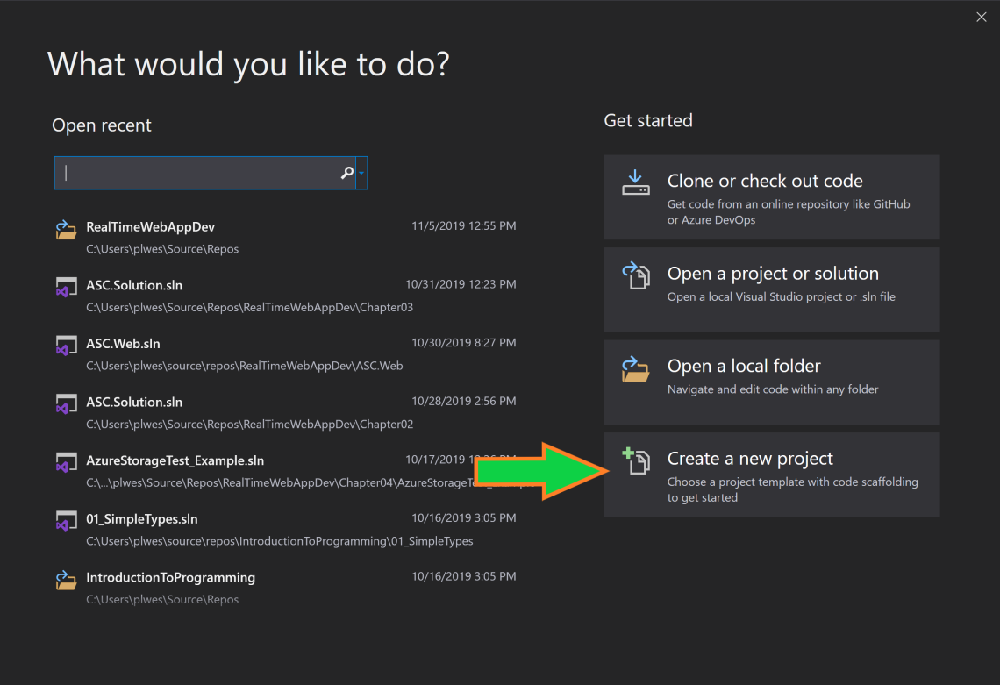 What would you like to do?
Open recent
RealTimeWebAppDev 11/5/2019 12:55 PM
C:\Users\plwes\Source\Repos
ASC.Solution.sln 10/31/2019 12:23 PM
C:\Users\plwes\Source\Repos\RealTimeWebAppDev\Chapter03
ASC.Web.sln 10/30/2019 8:27 PM
C:\Users\plwes\source\repos\RealTimeWebAppDev\ASC.Web
ASC.Solution.sln 10/28/2019 2:56 PM
C:\Users\plwes\Source\Repos\RealTimeWebAppDev\Chapter02
AzureStorageTest_Example.sln 10/17/2019
C:\...\plwes\Source\Repos\RealTimeWebAppDev\Chapter04\AzureStorageTe
01_SimpleTypes.sln 10/16/2019 3:05 PM
C:\Users\plwes\source\repos\IntroductionToProgramming\01_SimpleTypes
IntroductionToProgramming 10/16/2019 3:05 PM
C:\Users\plwes\Source\Repos
Get started
Clone or check out code
Get code from an online repository like GitHub
or Azure DevOps
Open a project or solution
Open a local Visual Studio project or .sln file
Open a local folder
Navigate and edit code within any folder
Create a new project
Choose a project template with code scaffolding
to get started